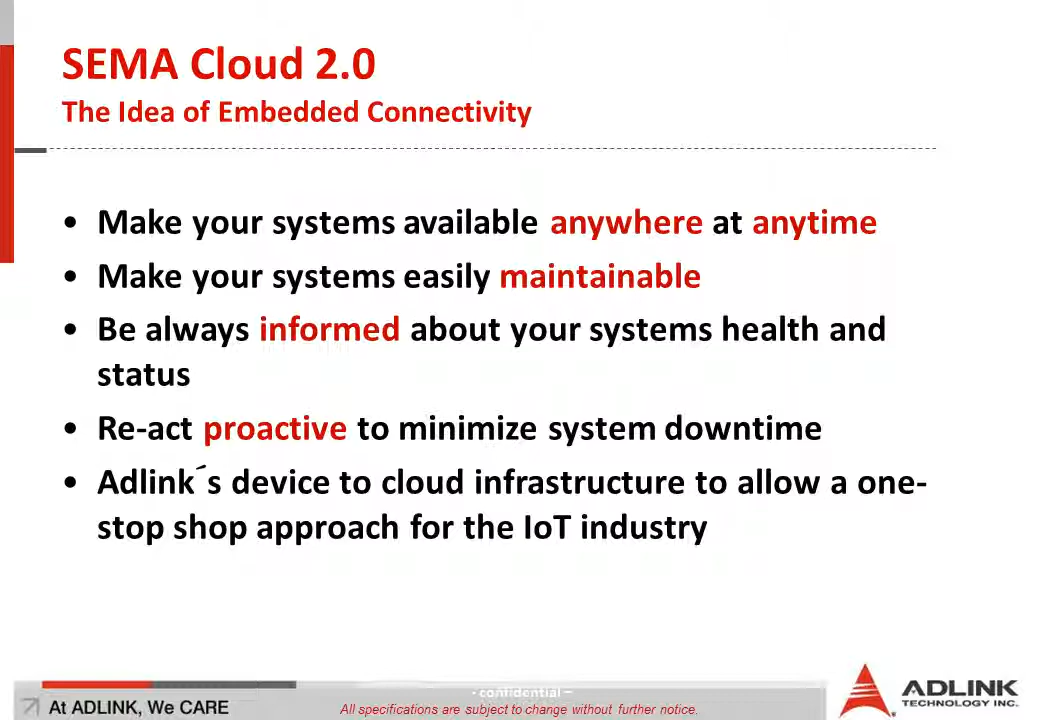 SEMA Cloud 2.0
The Idea of Embedded Connectivity
• Make your systems available anywhere at anytime
• Make your systems easily maintainable
• Be always informed about your systems health and
status
• Re-act proactive to minimize system downtime
• Adlink´s device to cloud infrastructure to allow a one-
stop shop approach for the IoT industry
- confidential –
At ADLINK, We CARE
All specifications are subject to change without further notice.
ADLINK
TECHNOLOGY INC.